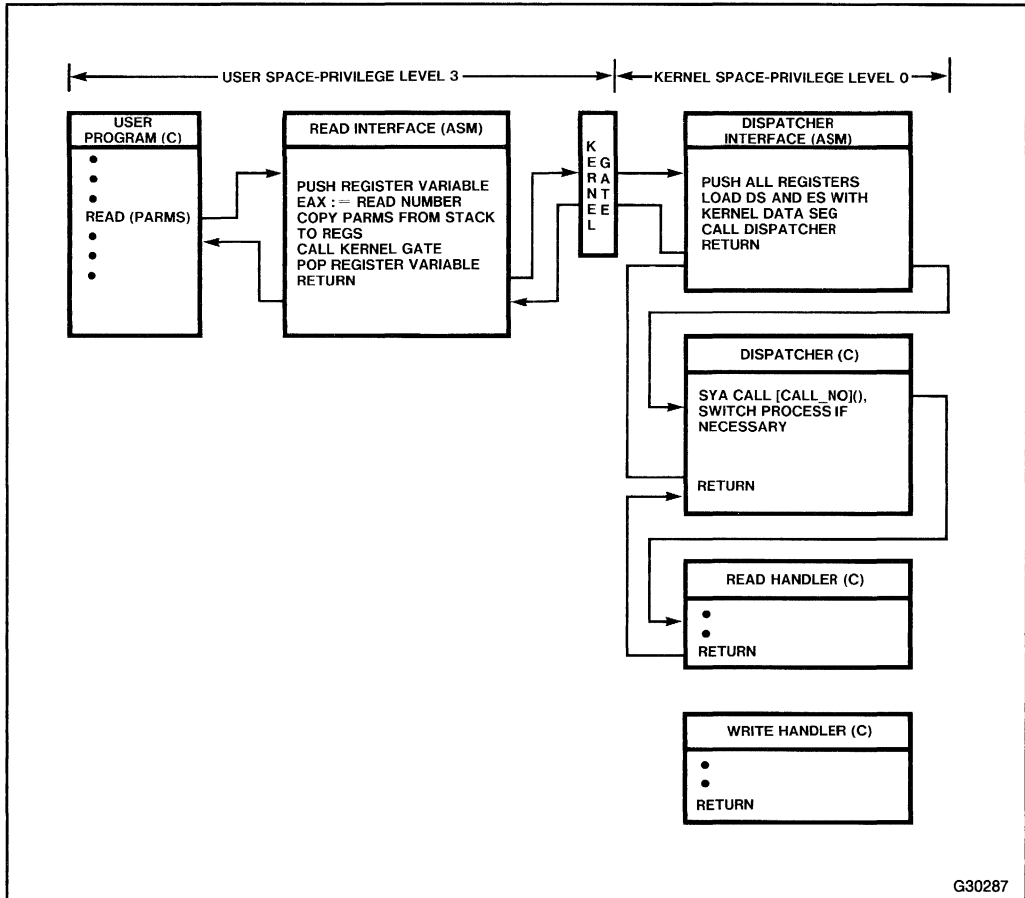 USER SPACE-PRIVILEGE LEVEL 3
KERNEL SPACE-PRIVILEGE LEVEL 0
USER
PROGRAM (C)
READ (PARMS)
READ INTERFACE (ASM)
PUSH REGISTER VARIABLE
EAX := READ NUMBER
COPY PARMS FROM STACK
TO REGS
CALL KERNEL GATE
POP REGISTER VARIABLE
RETURN
KERNEL
GATE
DISPATCHER
INTERFACE (ASM)
PUSH ALL REGISTERS
LOAD DS AND ES WITH
KERNEL DATA SEG
CALL DISPATCHER
RETURN
DISPATCHER (C)
SYA CALL [CALL_NO](),
SWITCH PROCESS IF
NECESSARY
RETURN
READ HANDLER (C)
RETURN
WRITE HANDLER (C)
RETURN
G30287